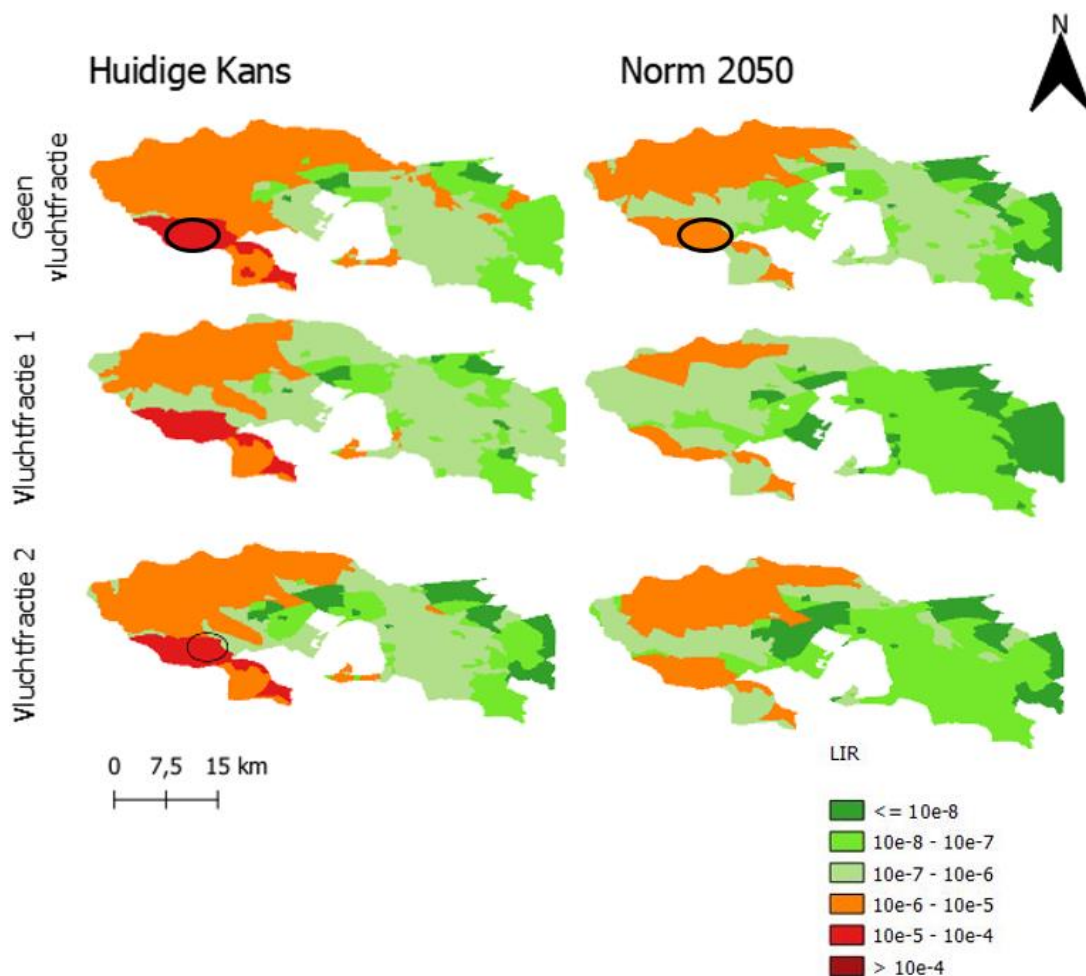 N
Huidige Kans
Norm 2050
Geen
vluchtfractie
Vluchtfractie 1
Vluchtfractie 2
0 7,5 15 km
LIR
<= 10e-8
10e-8 - 10e-7
10e-7 - 10e-6
10e-6 - 10e-5
10e-5 - 10e-4
> 10e-4